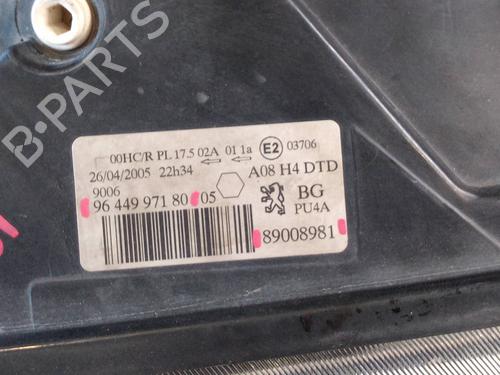 00HC/R PL 17.5 02A 01 1a E2 03706
26/04/2005 22h34 A08 H4 DTD
9006 BG
96 449 971 80 05 PU4A
89008981
B-PARTS